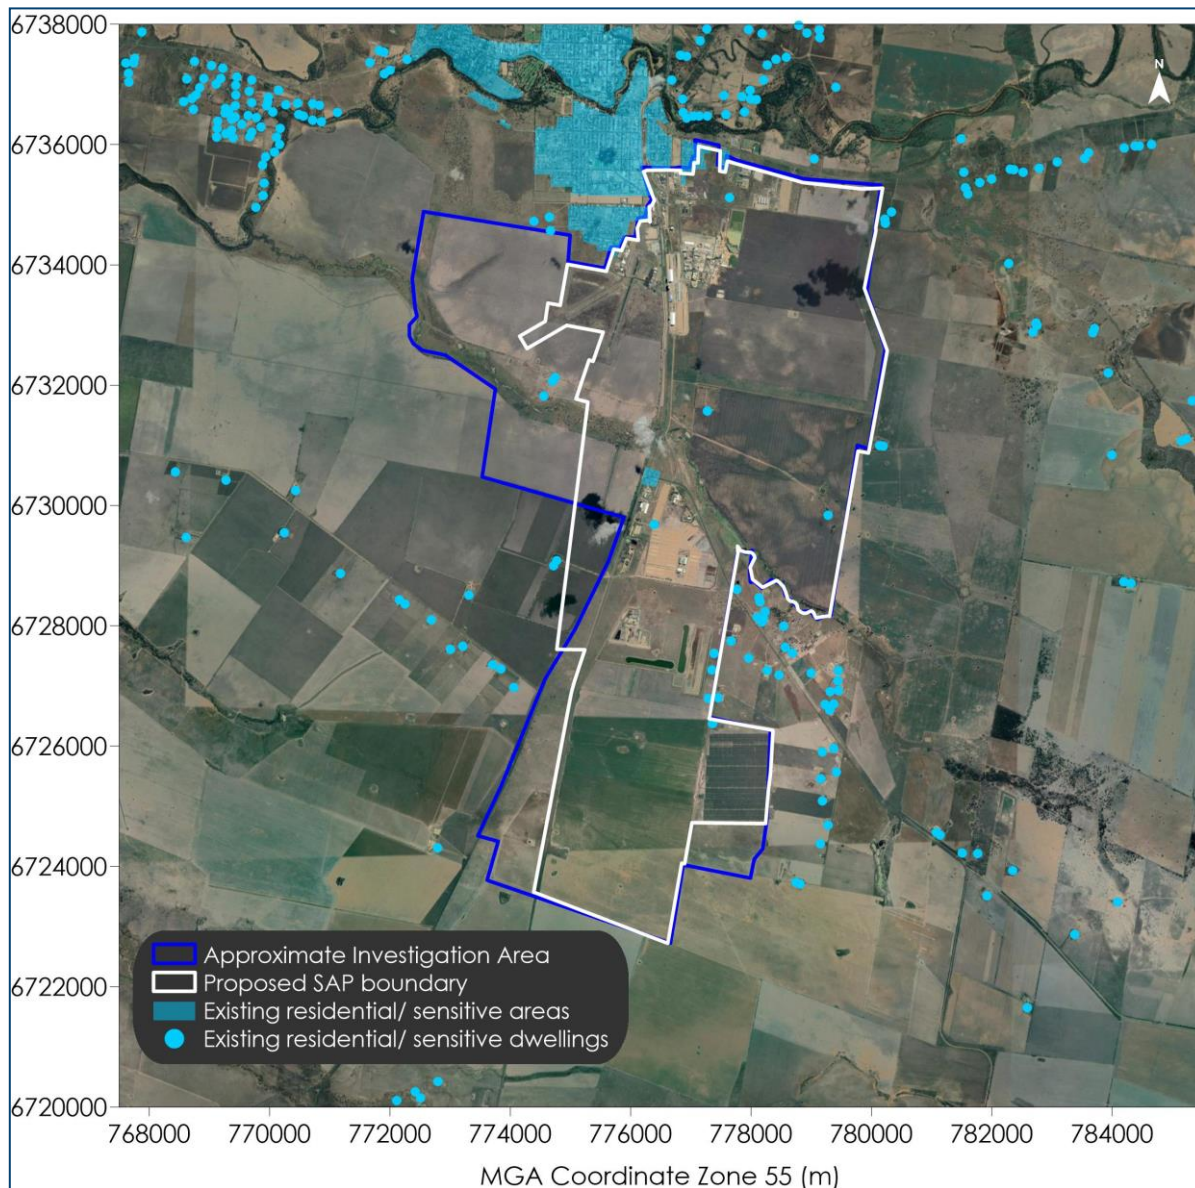 6738000
N
6736000
6734000
6732000
6730000
6728000
6726000
6724000
6722000
6720000
Approximate Investigation Area
Proposed SAP boundary
Existing residential/ sensitive areas
Existing residential/ sensitive dwellings
768000 770000 772000 774000 776000 778000 780000 782000 784000
MGA Coordinate Zone 55 (m)